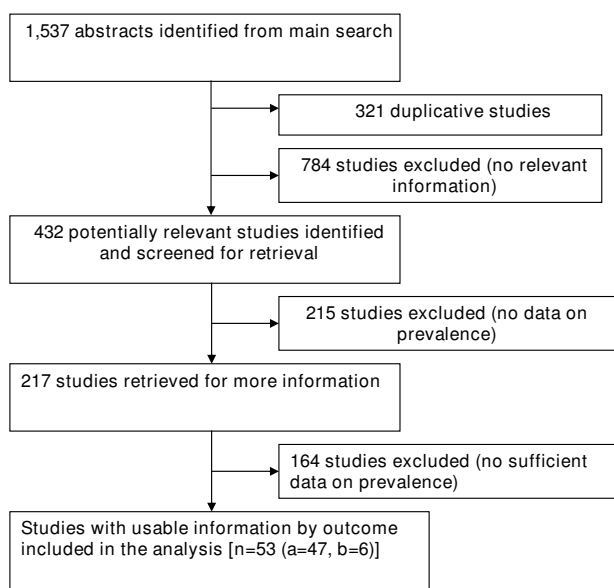 1,537 abstracts identified from main search
321 duplicative studies
784 studies excluded (no relevant
information)
432 potentially relevant studies identified
and screened for retrieval
215 studies excluded (no data on
prevalence)
217 studies retrieved for more information
164 studies excluded (no sufficient
data on prevalence)
Studies with usable information by outcome
included in the analysis [n=53 (a=47, b=6)]